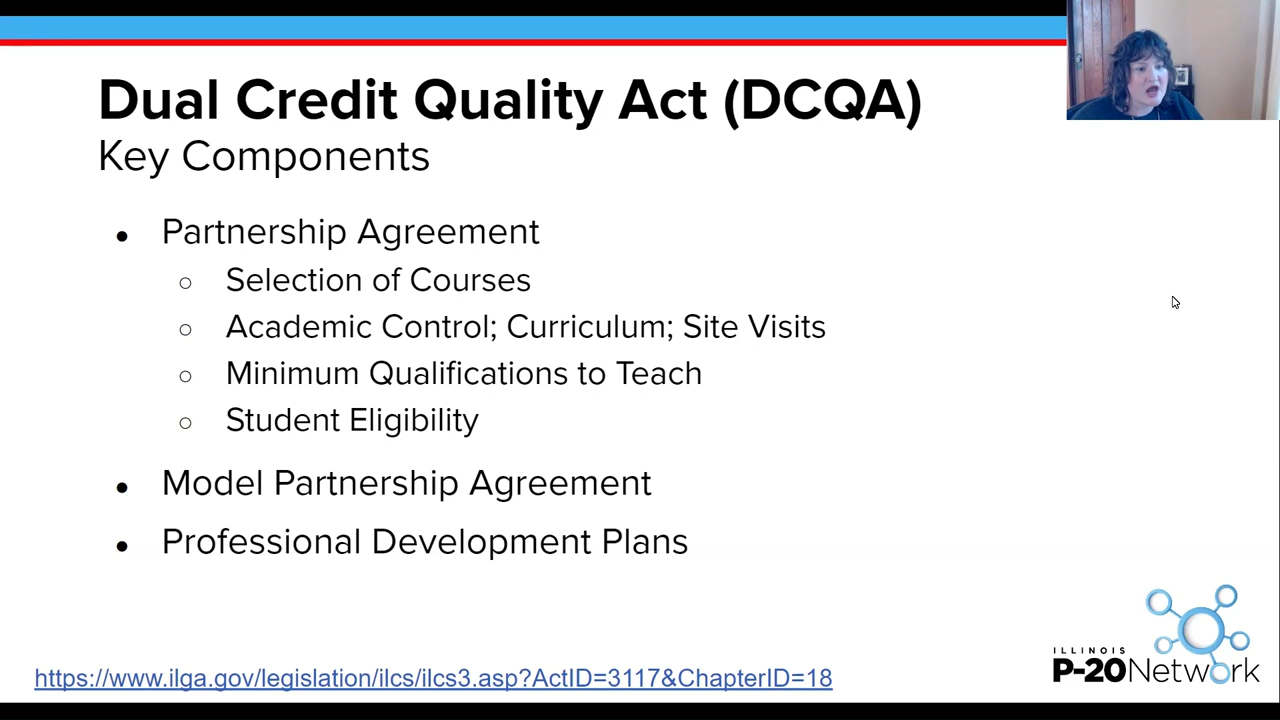 Dual Credit Quality Act (DCQA)
Key Components
● Partnership Agreement
○ Selection of Courses
○ Academic Control; Curriculum; Site Visits
○ Minimum Qualifications to Teach
○ Student Eligibility
● Model Partnership Agreement
● Professional Development Plans
https://www.ilga.gov/legislation/ilcs/ilcs3.asp?ActID=3117&ChapterID=18
ILLINOIS
P-20 Network